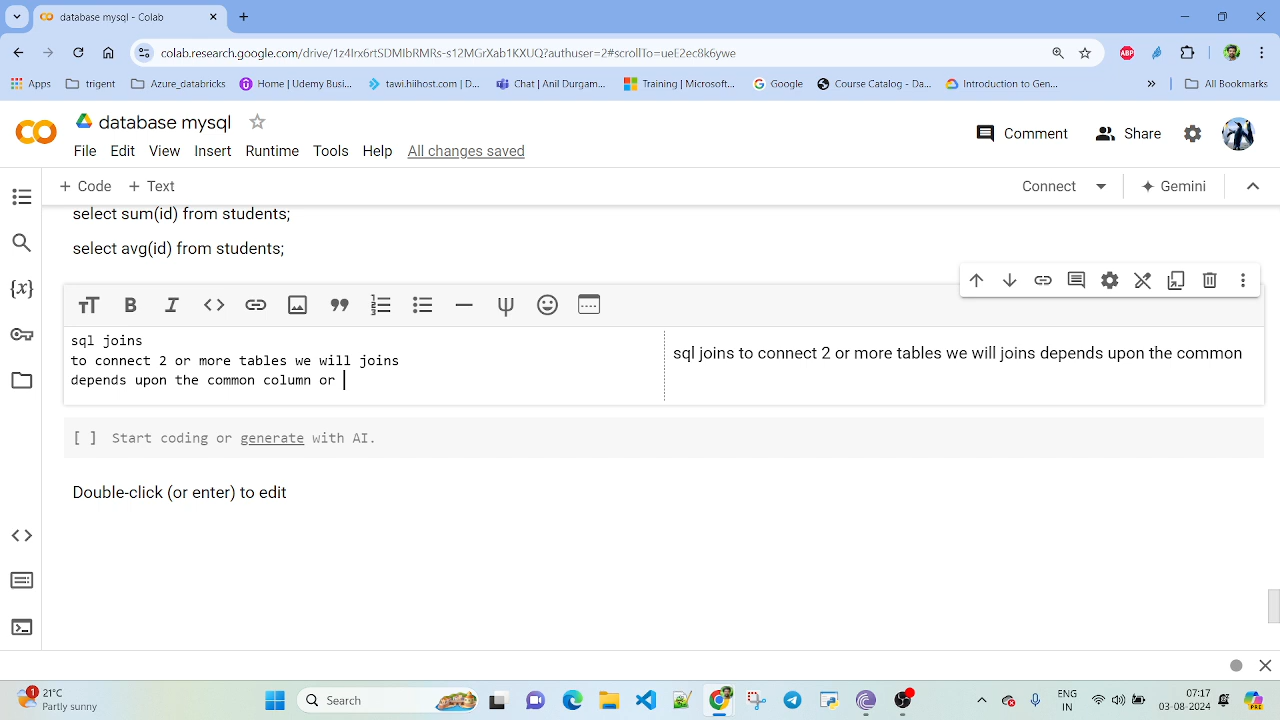 database mysql - Colab
colab.research.google.com/drive/1z4Irx6rtSDMIbRMRs-s12MGrXab1KXUQ?authuser=2#scrollTo=ueE2ec8k6ywe
Apps trigent Azure_databricks Home | Udemy Busi... tawi.hiihost.com | D... Chat | Anil Durgam... Training | Microsoft... Google Course Catalog - Da... Introduction to Gen... » All Bookmarks
database mysql
Comment Share
File Edit View Insert Runtime Tools Help All changes saved
+ Code + Text Connect Gemini
select sum(id) from students;
select avg(id) from students;
sql joins
to connect 2 or more tables we will joins
depends upon the common column or
sql joins to connect 2 or more tables we will joins depends upon the common
[ ] Start coding or generate with AI.
Double-click (or enter) to edit
21°C
Partly sunny
Search
ENG
IN
07:17
03-08-2024